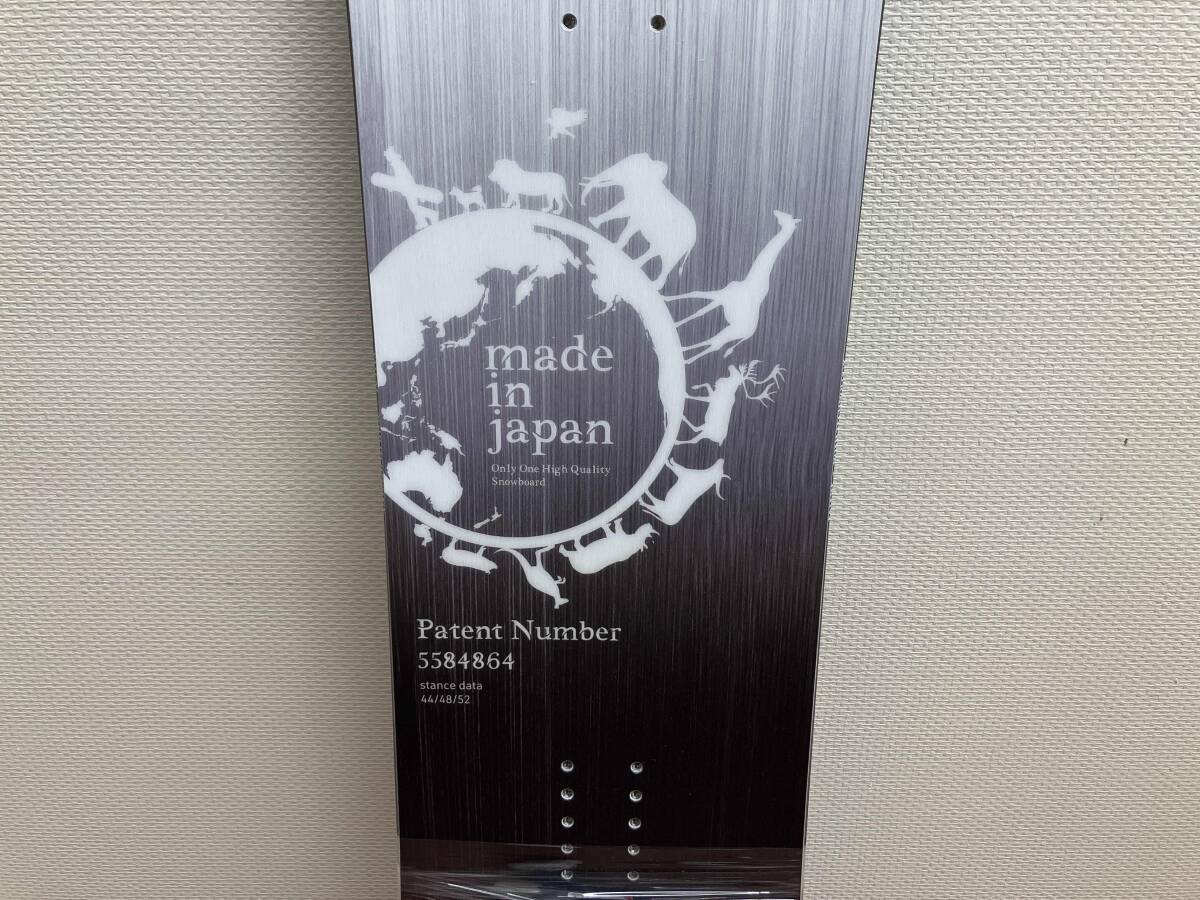 made
in
japan
Only One High Quality
Snowboard
Patent Number
5584864
stance data
44/48/52